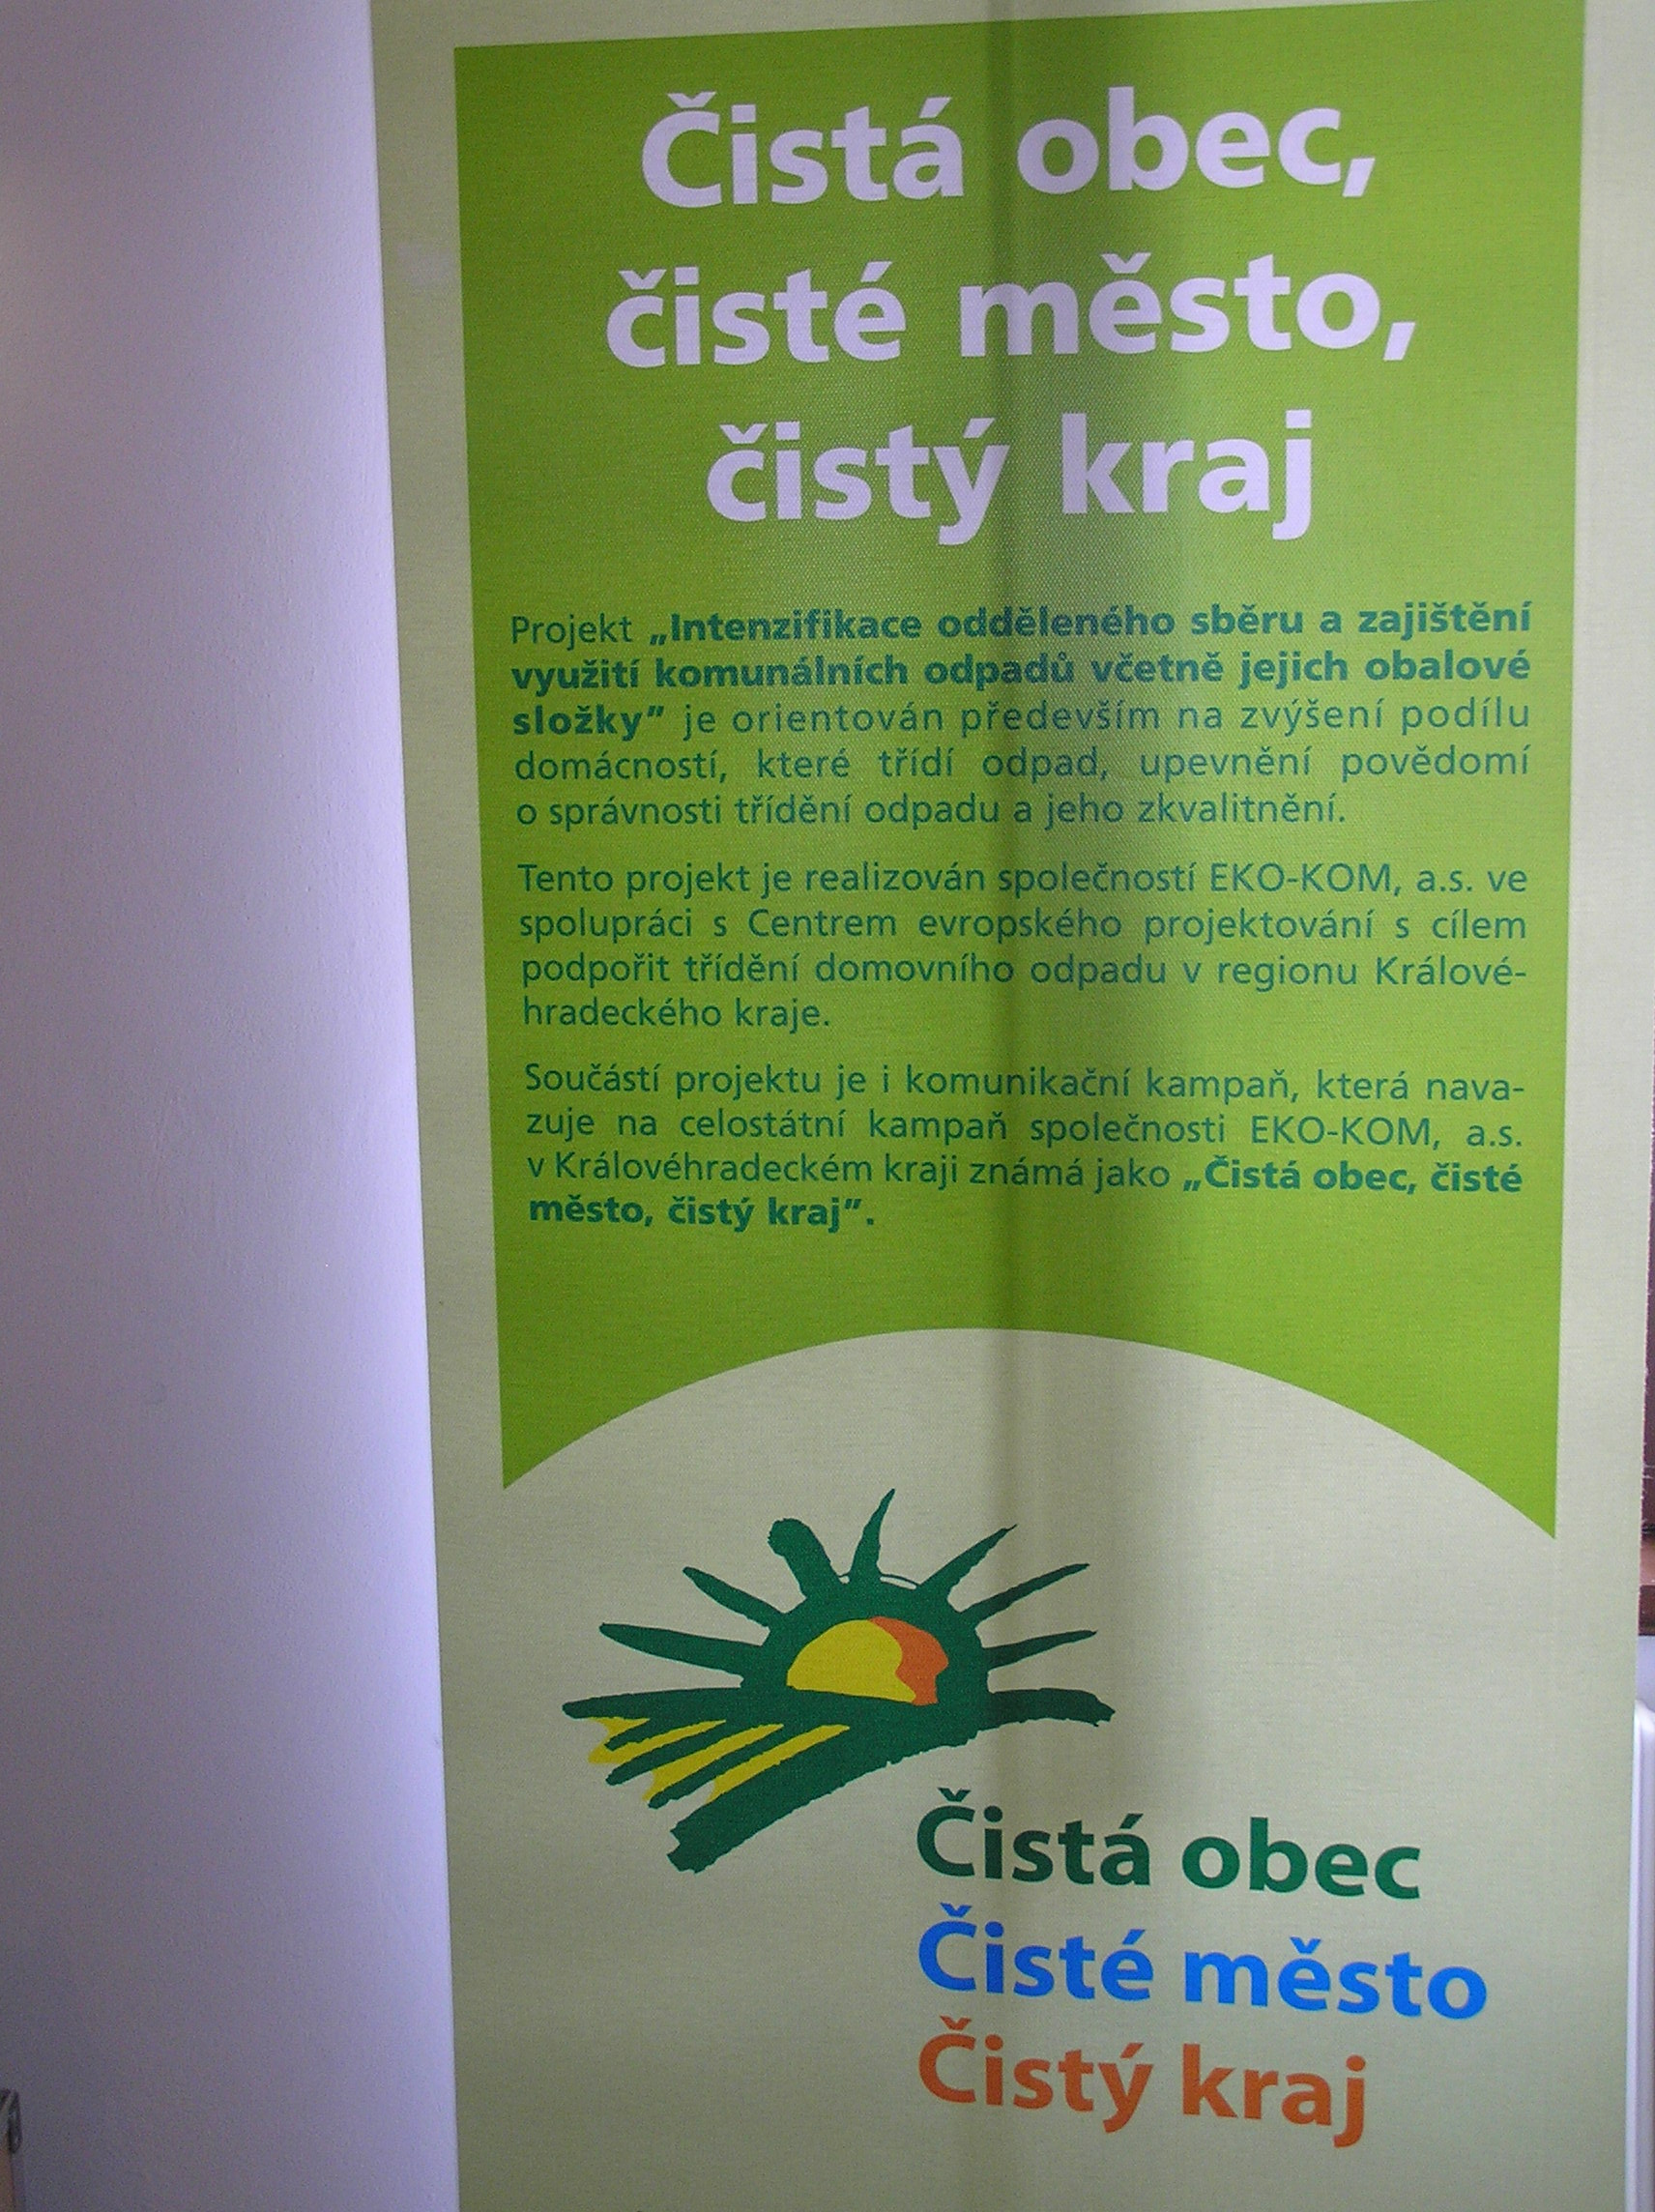 Čistá obec,
čisté město,
čistý kraj
Projekt „Intenzifikace odděleného sběru a zajištění
využití komunálních odpadů včetně jejich obalové
složky" je orientován především na zvýšení podílu
domácností, které třídí odpad, upevnění povědomí
o správnosti třídění odpadu a jeho zkvalitnění.
Tento projekt je realizován společností EKO-KOM, a.s. ve
spolupráci s Centrem evropského projektování s cílem
podpořit třídění domovního odpadu v regionu Králové-
hradeckého kraje.
Součástí projektu je i komunikační kampaň, která nava-
zuje na celostátní kampaň společnosti EKO-KOM, a.s.
v Královéhradeckém kraji známá jako „Čistá obec, čisté
město, čistý kraj".
Čistá obec
Čisté město
Čistý kraj